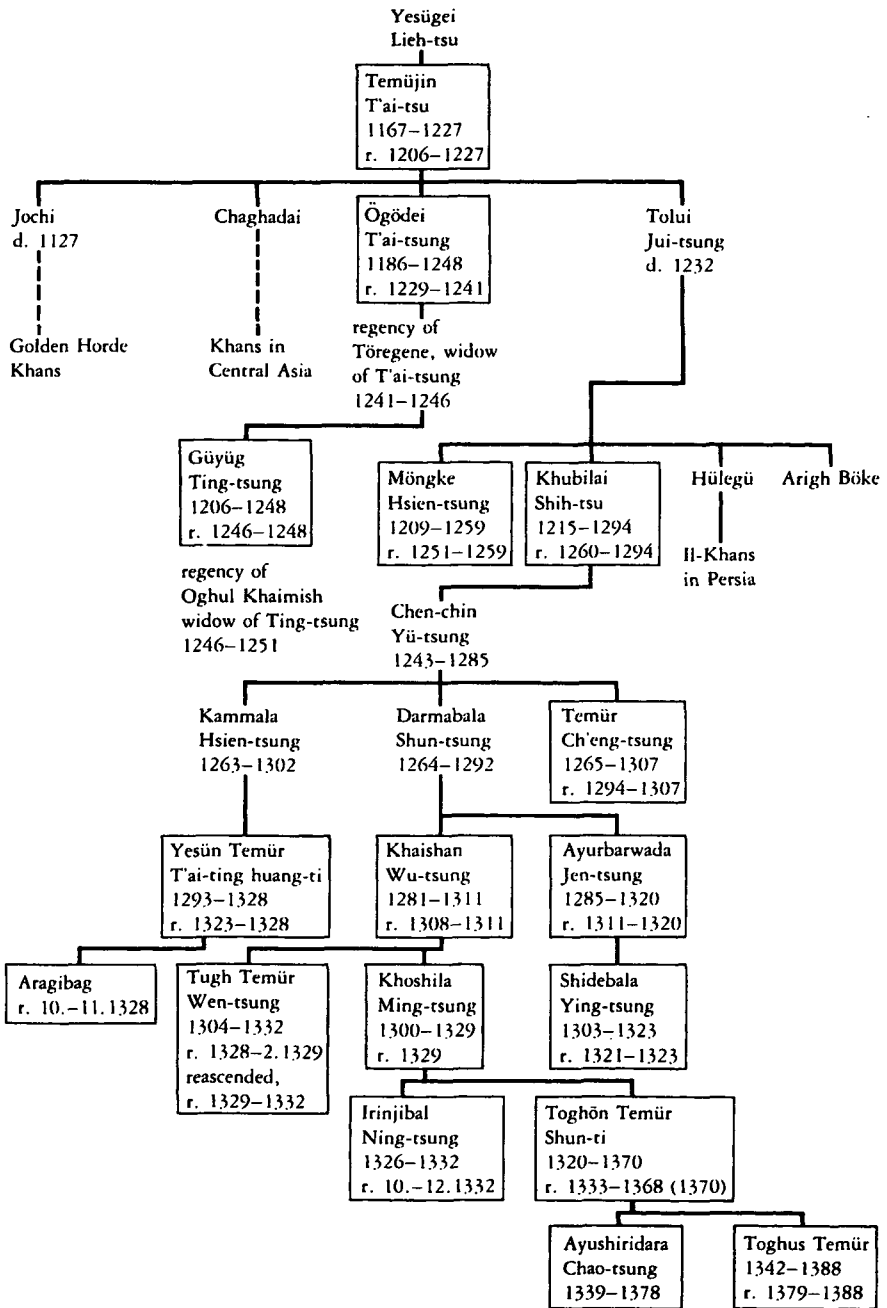 Yesügei
Lieh-tsu
Temüjin
T'ai-tsu
1167–1227
r. 1206–1227
Jochi
d. 1127
Chaghadai
Ögödei
T'ai-tsung
1186–1248
r. 1229–1241
Tolui
Jui-tsung
d. 1232
Golden Horde
Khans
Khans in
Central Asia
regency of
Töregene, widow
of T'ai-tsung
1241–1246
Güyüg
Ting-tsung
1206–1248
r. 1246–1248
Möngke
Hsien-tsung
1209–1259
r. 1251–1259
Khubilai
Shih-tsu
1215–1294
r. 1260–1294
Hülegü
Arigh Böke
Il-Khans
in Persia
regency of
Oghul Khaimish
widow of Ting-tsung
1246–1251
Chen-chin
Yü-tsung
1243–1285
Kammala
Hsien-tsung
1263–1302
Darmabala
Shun-tsung
1264–1292
Temür
Ch'eng-tsung
1265–1307
r. 1294–1307
Yesün Temür
T'ai-ting huang-ti
1293–1328
r. 1323–1328
Khaishan
Wu-tsung
1281–1311
r. 1308–1311
Ayurbarwada
Jen-tsung
1285–1320
r. 1311–1320
Aragibag
r. 10.–11.1328
Tugh Temür
Wen-tsung
1304–1332
r. 1328–2.1329
reascended,
r. 1329–1332
Khoshila
Ming-tsung
1300–1329
r. 1329
Shidebala
Ying-tsung
1303–1323
r. 1321–1323
Irinjibal
Ning-tsung
1326–1332
r. 10.–12.1332
Toghōn Temür
Shun-ti
1320–1370
r. 1333–1368 (1370)
Ayushiridara
Chao-tsung
1339–1378
Toghus Temür
1342–1388
r. 1379–1388